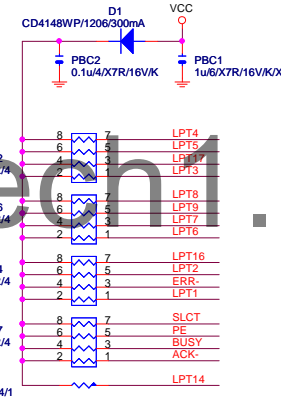 D1
VCC
CD4148WP/1206/300mA
PBC2
0.1u/4/X7R/16V/K
PBC1
1u/6/X7R/16V/K/X
8 7 LPT4
6 5 LPT5
4 3 LPT17
2 1 LPT3
8 7 LPT8
6 5 LPT9
4 3 LPT7
2 1 LPT6
8 7 LPT16
6 5 LPT2
4 3 ERR-
2 1 LPT1
8 7 SLCT
6 5 PE
4 3 BUSY
2 1 ACK-
LPT14
4/1
ech1.